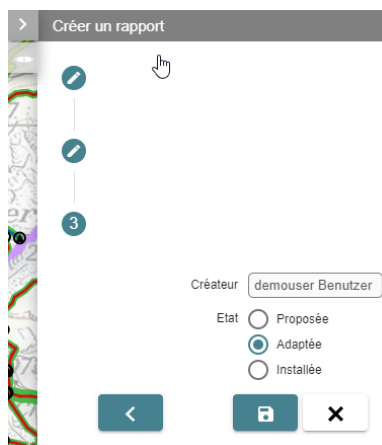 Créer un rapport
3
Créateur demouser Benutzer
Etat Proposée
Adaptée
Installée